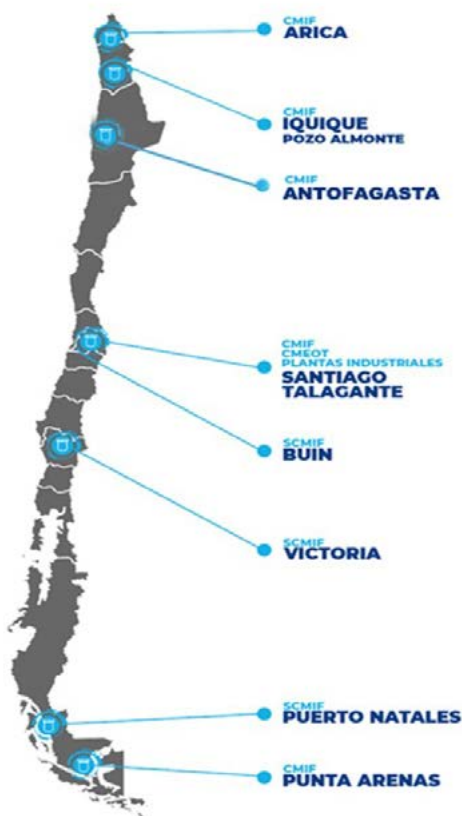 CMIF
ARICA
CMIF
IQUIQUE
POZO ALMONTE
CMIF
ANTOFAGASTA
CMIF
CMEOT
PLANTAS INDUSTRIALES
SANTIAGO
TALAGANTE
SCMIF
BUIN
SCMIF
VICTORIA
SCMIF
PUERTO NATALES
CMIF
PUNTA ARENAS